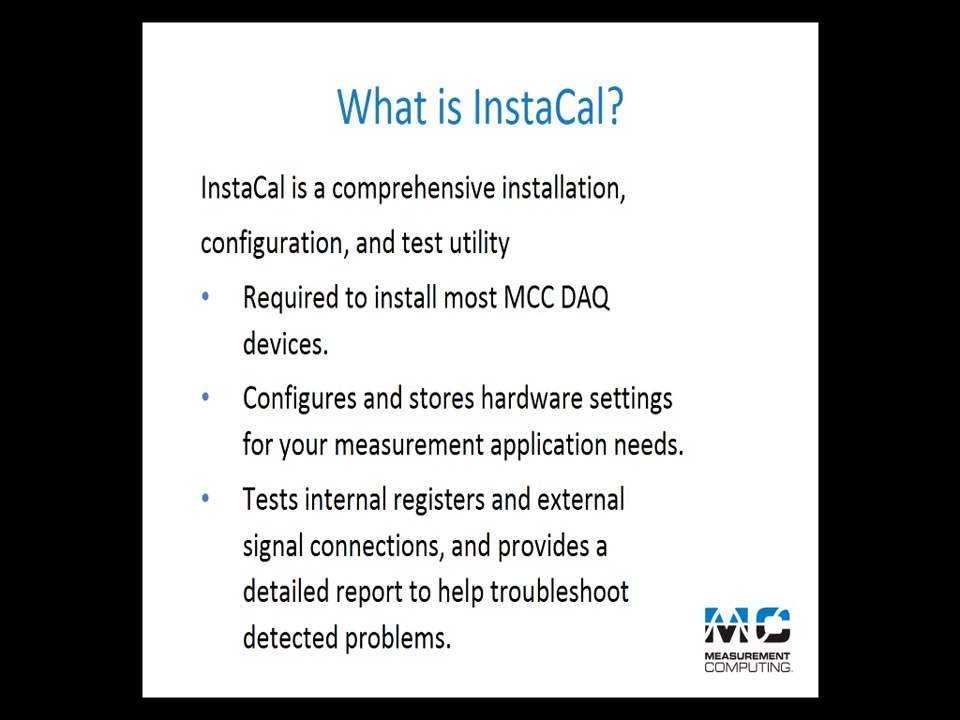 What is InstaCal?
InstaCal is a comprehensive installation,
configuration, and test utility
• Required to install most MCC DAQ
devices.
• Configures and stores hardware settings
for your measurement application needs.
• Tests internal registers and external
signal connections, and provides a
detailed report to help troubleshoot
detected problems.
MC
MEASUREMENT
COMPUTING.